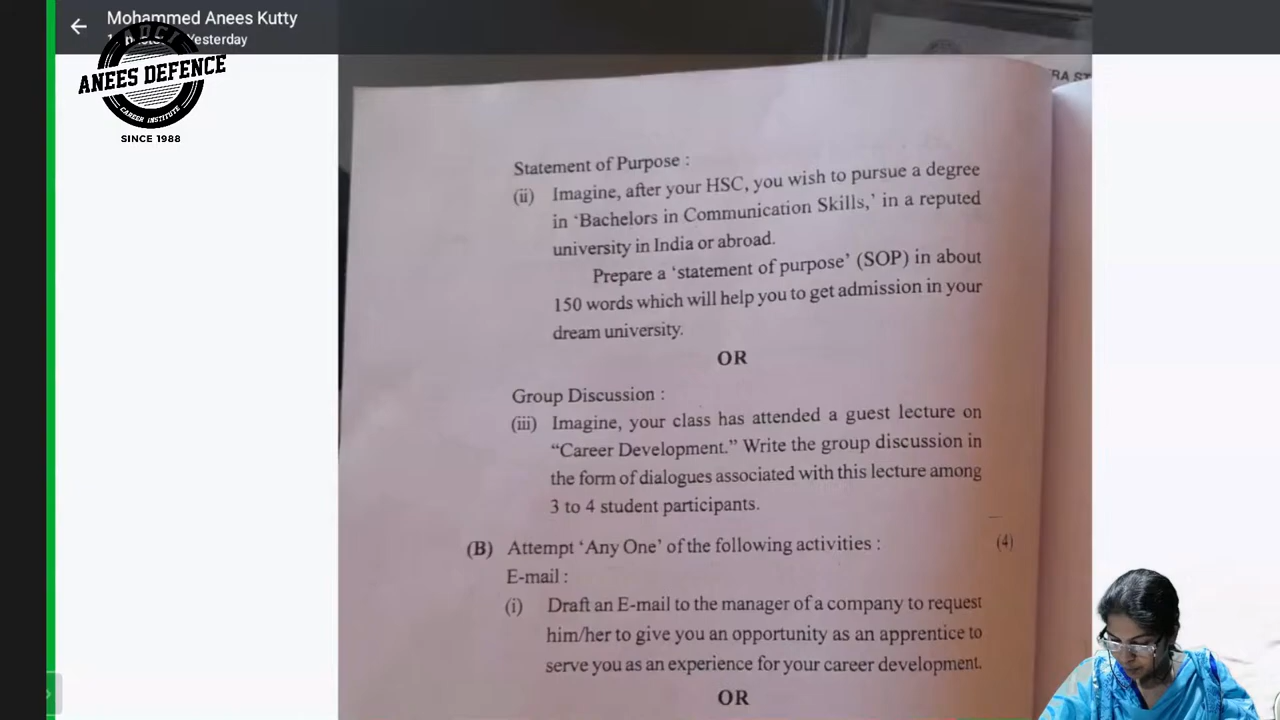 Mohammed Anees Kutty
Yesterday
ADCI
ANEES DEFENCE
CAREER INSTITUTE
SINCE 1988
RA ST
Statement of Purpose :
(ii) Imagine, after your HSC, you wish to pursue a degree
in ‘Bachelors in Communication Skills,’ in a reputed
university in India or abroad.
Prepare a ‘statement of purpose’ (SOP) in about
150 words which will help you to get admission in your
dream university.
OR
Group Discussion :
(iii) Imagine, your class has attended a guest lecture on
“Career Development.” Write the group discussion in
the form of dialogues associated with this lecture among
3 to 4 student participants.
(B) Attempt ‘Any One’ of the following activities : (4)
E-mail :
(i) Draft an E-mail to the manager of a company to request
him/her to give you an opportunity as an apprentice to
serve you as an experience for your career development.
OR